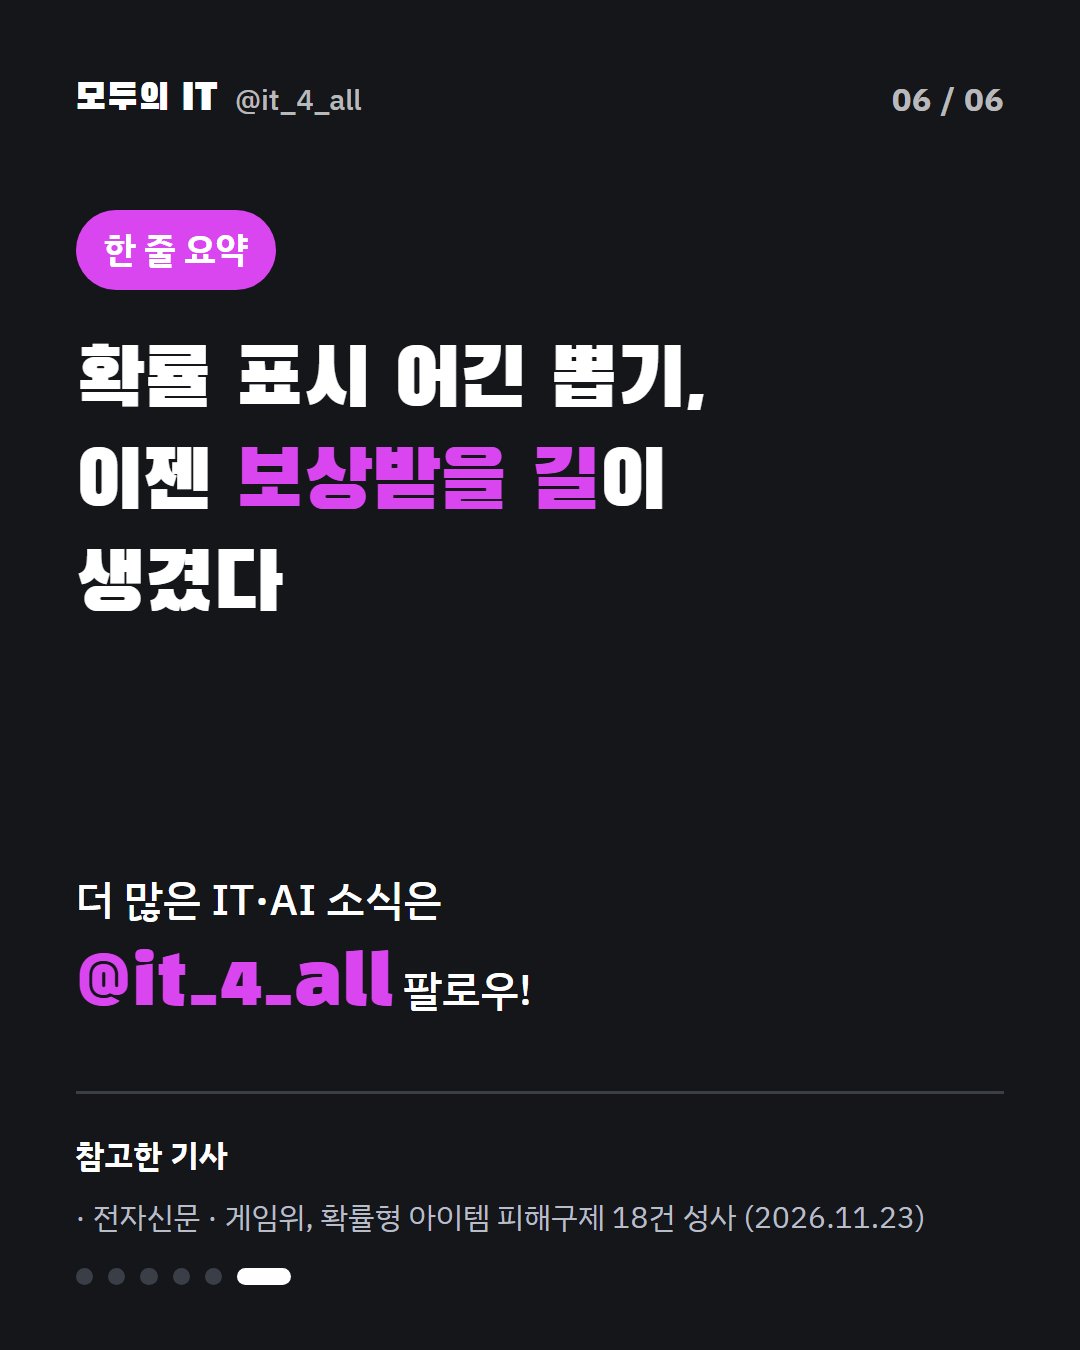 모두의 IT @it_4_all 06 / 06
한 줄 요약
확률 표시 어긴 뽑기,
이젠 보상받을 길이
생겼다
더 많은 IT·AI 소식은
@it_4_all 팔로우!
참고한 기사
· 전자신문 · 게임위, 확률형 아이템 피해구제 18건 성사 (2026.11.23)